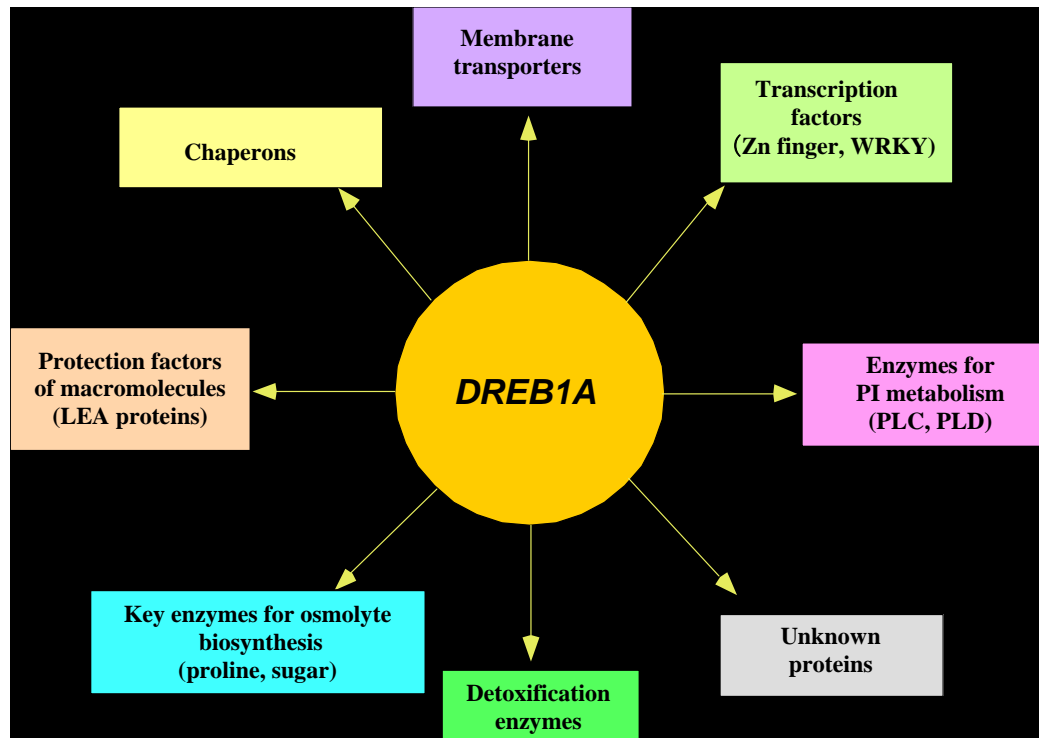 Membrane
transporters
Transcription
factors
(Zn finger, WRKY)
Chaperons
Protection factors
of macromolecules
(LEA proteins)
DREB1A
Enzymes for
PI metabolism
(PLC, PLD)
Key enzymes for osmolyte
biosynthesis
(proline, sugar)
Unknown
proteins
Detoxification
enzymes